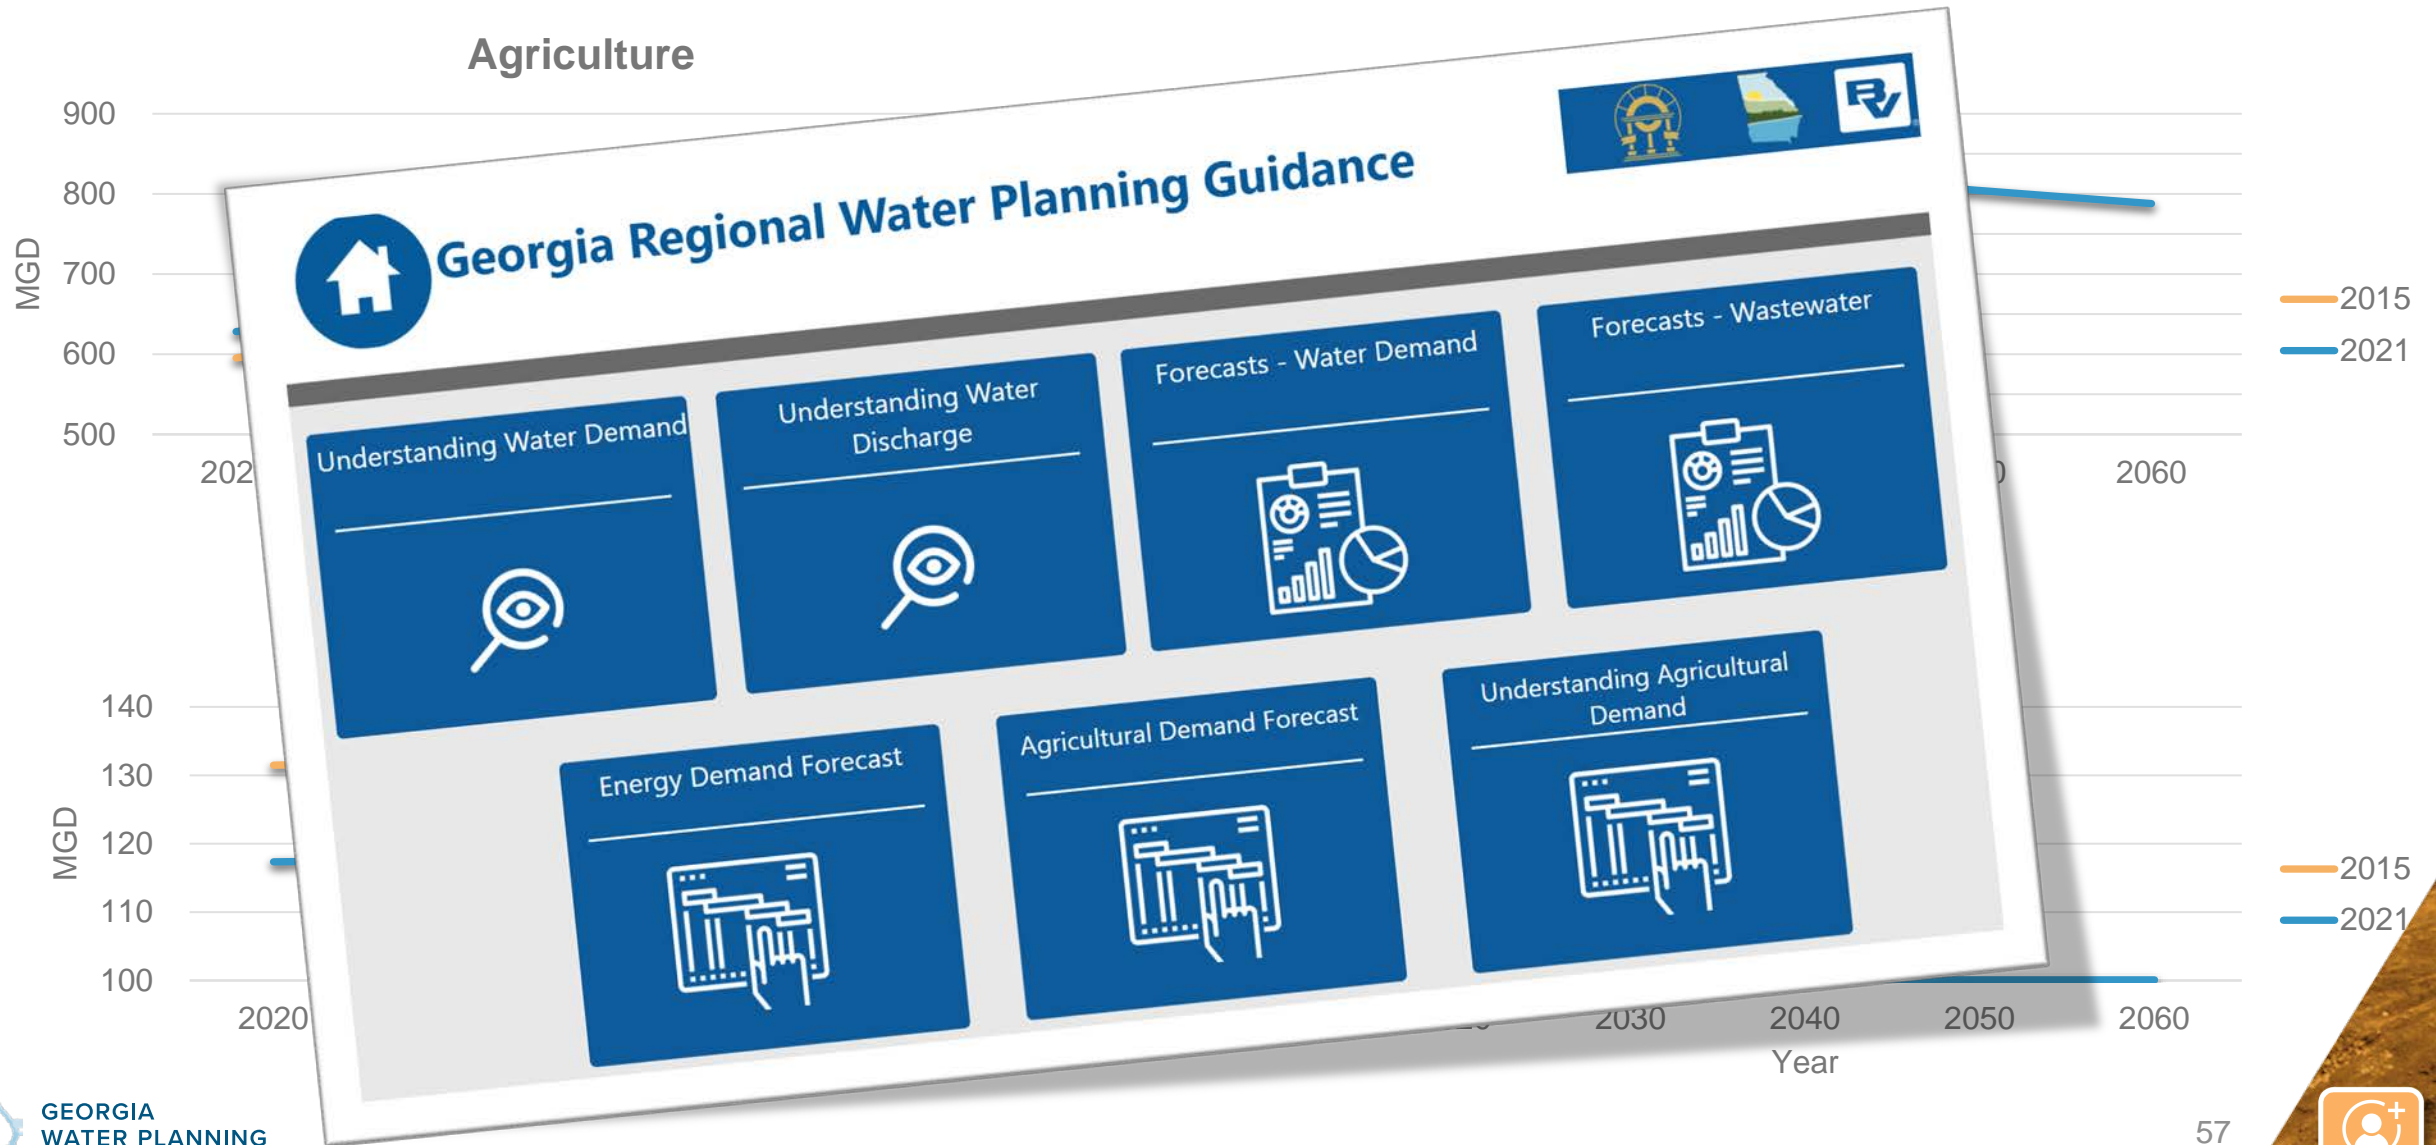 Agriculture
900
800
700
600
500
MGD
2060
2015
2021
Georgia Regional Water Planning Guidance
BV
Understanding Water Demand
Understanding Water
Discharge
Forecasts - Water Demand
Forecasts - Wastewater
Energy Demand Forecast
Agricultural Demand Forecast
Understanding Agricultural
Demand
140
130
120
110
100
MGD
2020
2030
2040
2050
2060
Year
2015
2021
GEORGIA
WATER PLANNING
57